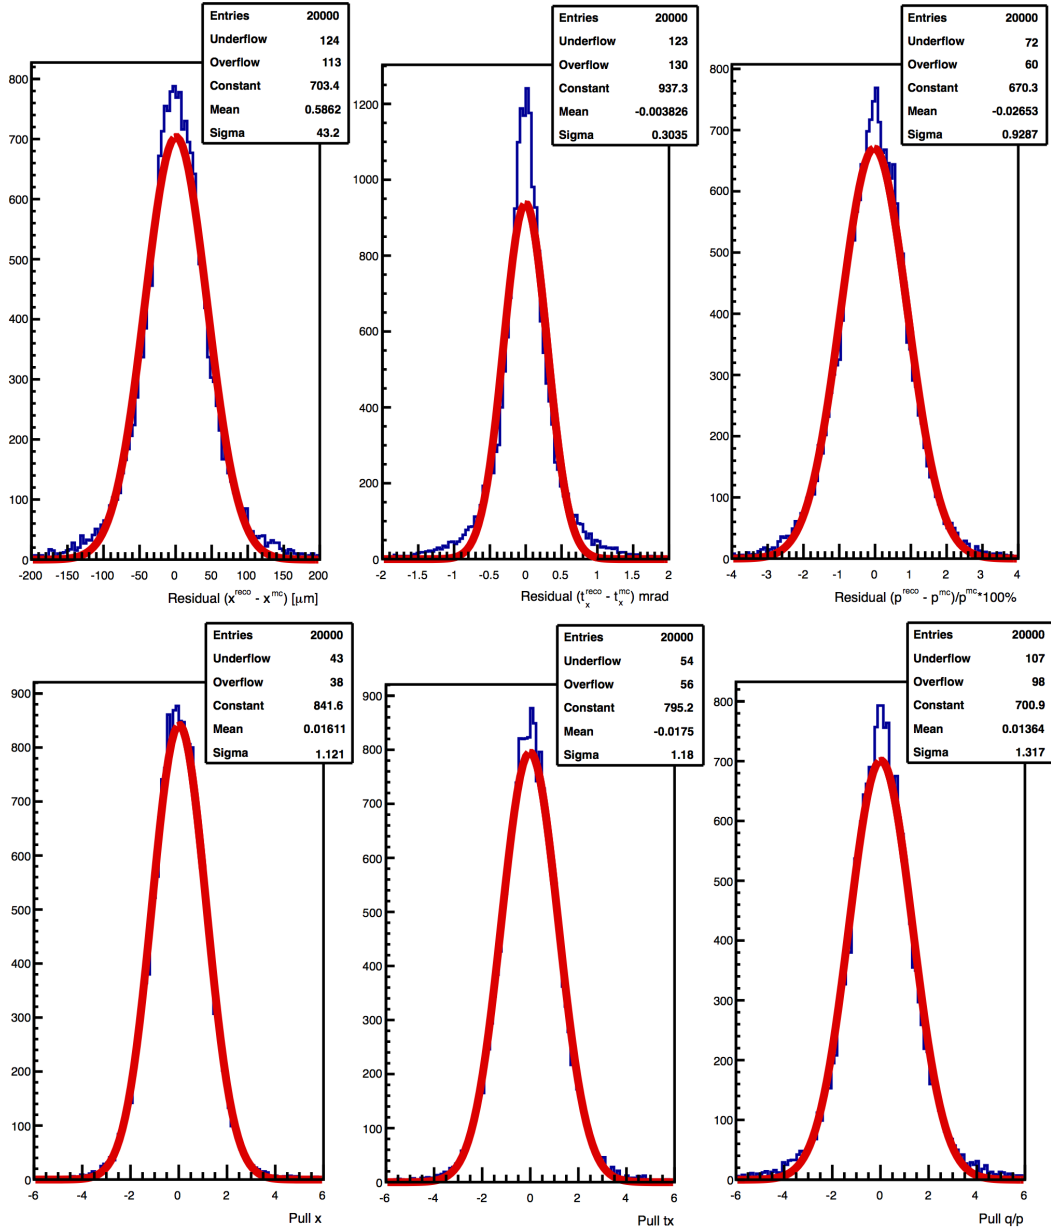 Entries 20000
Underflow 124
Overflow 113
Constant 703.4
Mean 0.5862
Sigma 43.2
800
700
600
500
400
300
200
100
0
-200 -150 -100 -50 0 50 100 150 200
Residual (x^reco - x^mc) [μm]
Entries 20000
Underflow 123
Overflow 130
Constant 937.3
Mean -0.003826
Sigma 0.3035
1200
1000
800
600
400
200
0
-2 -1.5 -1 -0.5 0 0.5 1 1.5 2
Residual (t_x^reco - t_x^mc) mrad
Entries 20000
Underflow 72
Overflow 60
Constant 670.3
Mean -0.02653
Sigma 0.9287
800
700
600
500
400
300
200
100
0
-4 -3 -2 -1 0 1 2 3 4
Residual (p^reco - p^mc)/p^mc*100%
Entries 20000
Underflow 43
Overflow 38
Constant 841.6
Mean 0.01611
Sigma 1.121
900
800
700
600
500
400
300
200
100
0
-6 -4 -2 0 2 4 6
Pull x
Entries 20000
Underflow 54
Overflow 56
Constant 795.2
Mean -0.0175
Sigma 1.18
900
800
700
600
500
400
300
200
100
0
-6 -4 -2 0 2 4 6
Pull tx
Entries 20000
Underflow 107
Overflow 98
Constant 700.9
Mean 0.01364
Sigma 1.317
800
700
600
500
400
300
200
100
0
-6 -4 -2 0 2 4 6
Pull q/p